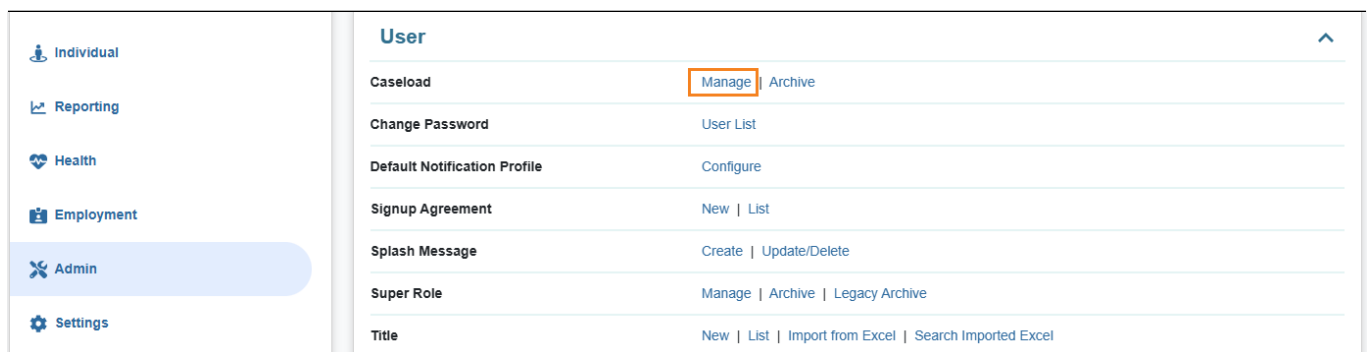 Individual
Reporting
Health
Employment
Admin
Settings
User
Caseload Manage | Archive
Change Password User List
Default Notification Profile Configure
Signup Agreement New | List
Splash Message Create | Update/Delete
Super Role Manage | Archive | Legacy Archive
Title New | List | Import from Excel | Search Imported Excel